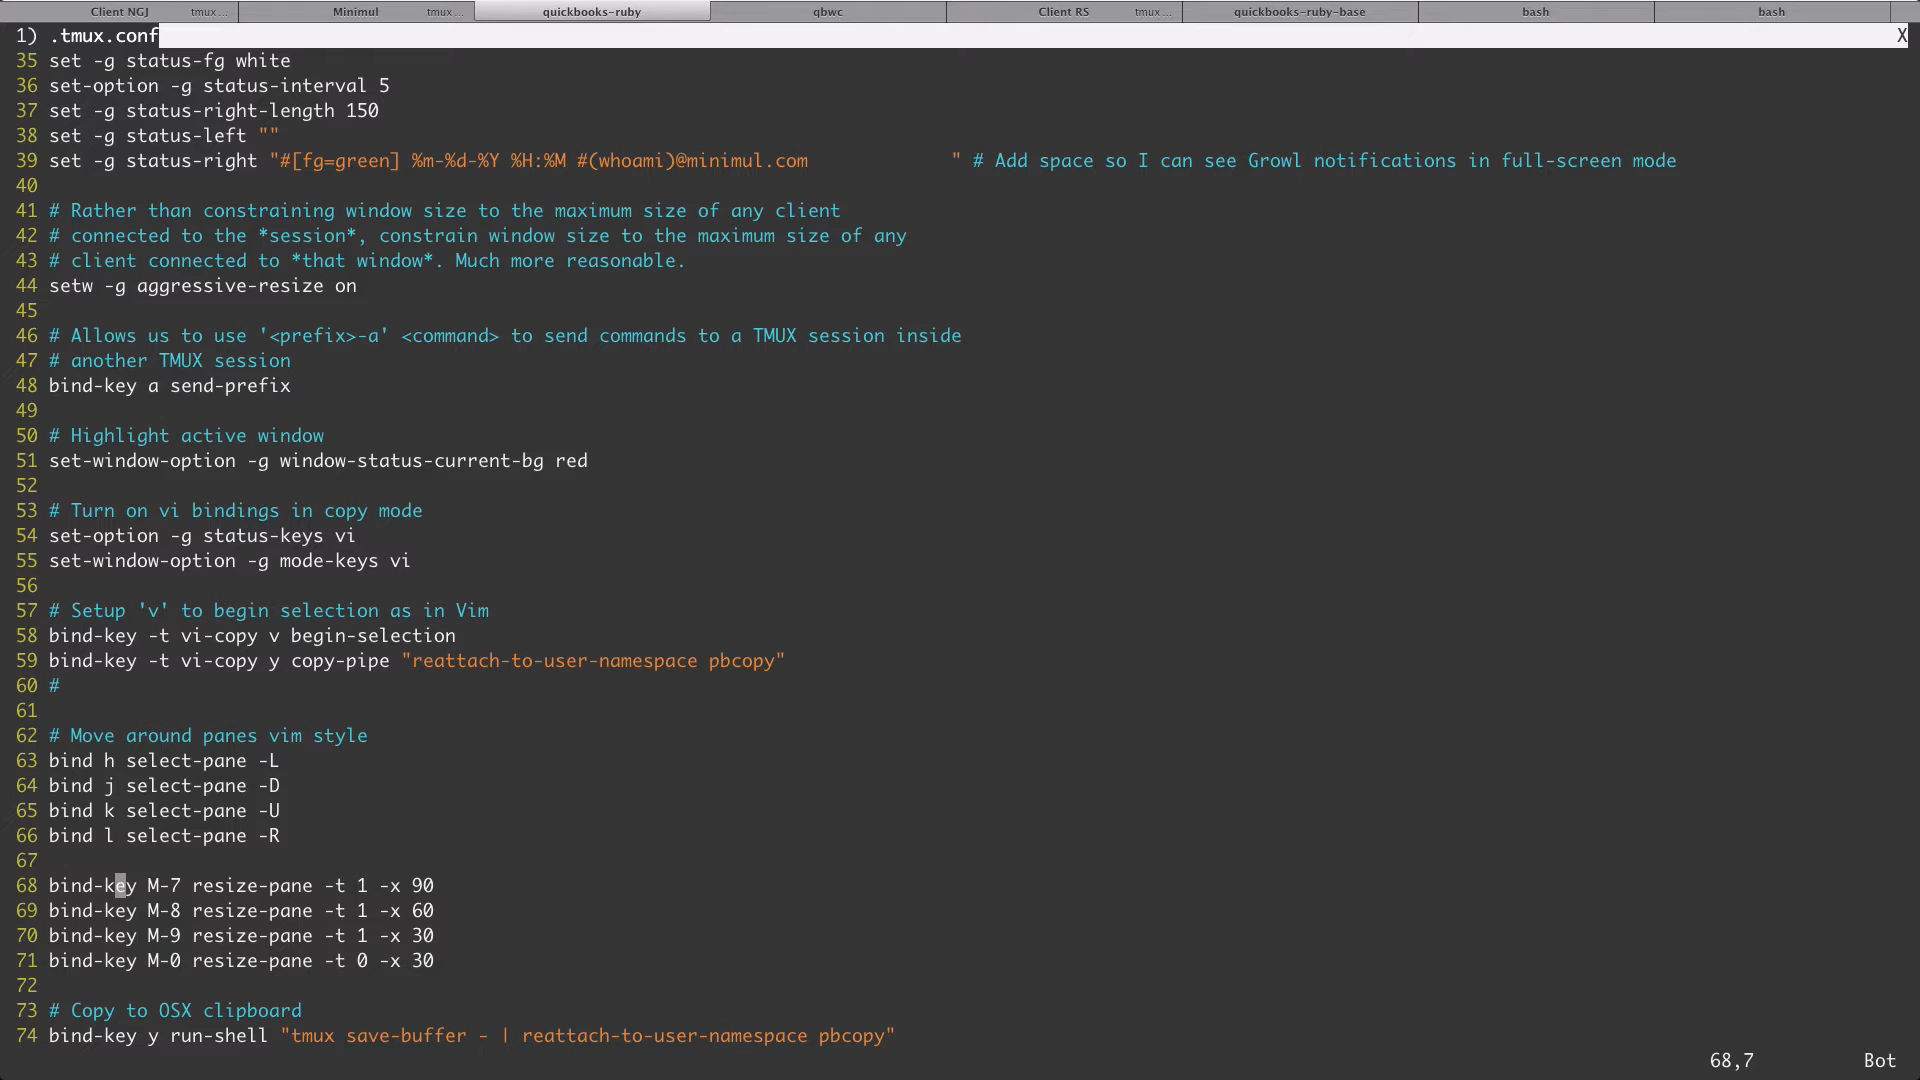 Client NGJ tmux ... Minimul tmux ... quickbooks-ruby qbwc Client RS tmux ... quickbooks-ruby-base bash bash
1) .tmux.conf X
35 set -g status-fg white
36 set-option -g status-interval 5
37 set -g status-right-length 150
38 set -g status-left ""
39 set -g status-right "#[fg=green] %m-%d-%Y %H:%M #(whoami)@minimul.com             " # Add space so I can see Growl notifications in full-screen mode
40
41 # Rather than constraining window size to the maximum size of any client
42 # connected to the *session*, constrain window size to the maximum size of any
43 # client connected to *that window*. Much more reasonable.
44 setw -g aggressive-resize on
45
46 # Allows us to use '<prefix>-a' <command> to send commands to a TMUX session inside
47 # another TMUX session
48 bind-key a send-prefix
49
50 # Highlight active window
51 set-window-option -g window-status-current-bg red
52
53 # Turn on vi bindings in copy mode
54 set-option -g status-keys vi
55 set-window-option -g mode-keys vi
56
57 # Setup 'v' to begin selection as in Vim
58 bind-key -t vi-copy v begin-selection
59 bind-key -t vi-copy y copy-pipe "reattach-to-user-namespace pbcopy"
60 #
61
62 # Move around panes vim style
63 bind h select-pane -L
64 bind j select-pane -D
65 bind k select-pane -U
66 bind l select-pane -R
67
68 bind-key M-7 resize-pane -t 1 -x 90
69 bind-key M-8 resize-pane -t 1 -x 60
70 bind-key M-9 resize-pane -t 1 -x 30
71 bind-key M-0 resize-pane -t 0 -x 30
72
73 # Copy to OSX clipboard
74 bind-key y run-shell "tmux save-buffer - | reattach-to-user-namespace pbcopy"
68,7 Bot